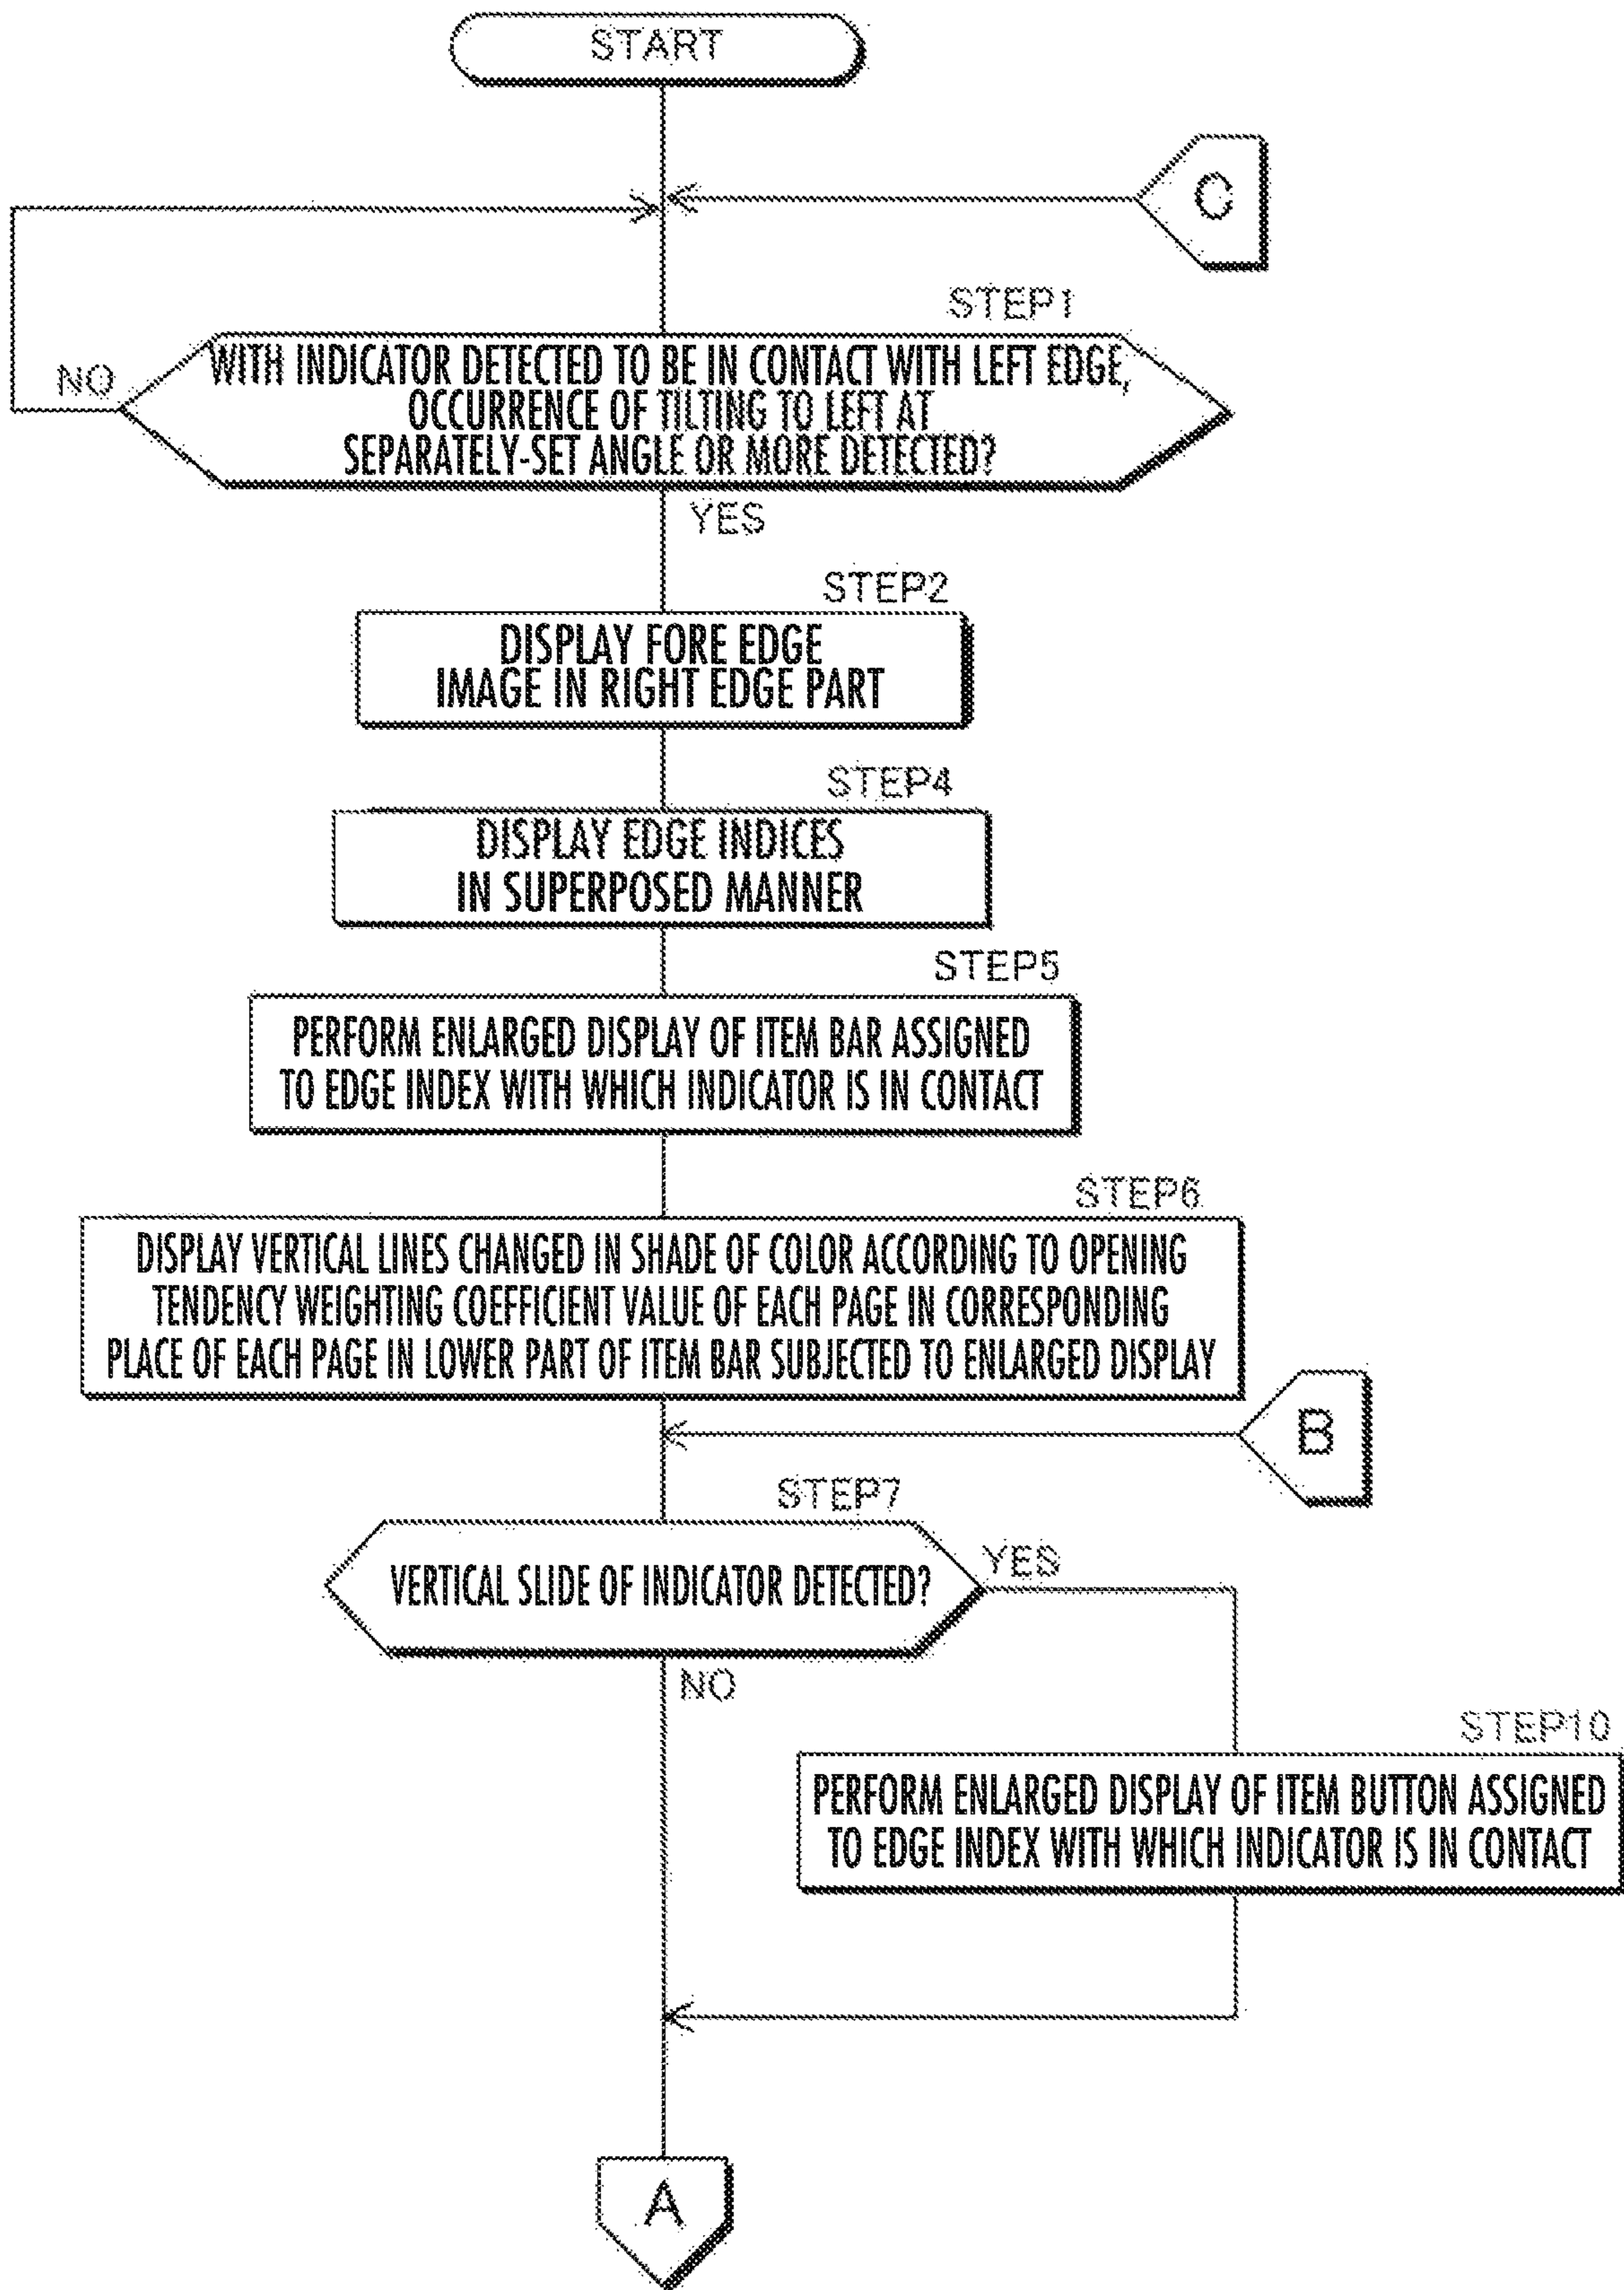 START
C
STEP1
NO
WITH INDICATOR DETECTED TO BE IN CONTACT WITH LEFT EDGE,
OCCURRENCE OF TILTING TO LEFT AT
SEPARATELY-SET ANGLE OR MORE DETECTED?
YES
STEP2
DISPLAY FORE EDGE
IMAGE IN RIGHT EDGE PART
STEP4
DISPLAY EDGE INDICES
IN SUPERPOSED MANNER
STEP5
PERFORM ENLARGED DISPLAY OF ITEM BAR ASSIGNED
TO EDGE INDEX WITH WHICH INDICATOR IS IN CONTACT
STEP6
DISPLAY VERTICAL LINES CHANGED IN SHADE OF COLOR ACCORDING TO OPENING
TENDENCY WEIGHTING COEFFICIENT VALUE OF EACH PAGE IN CORRESPONDING
PLACE OF EACH PAGE IN LOWER PART OF ITEM BAR SUBJECTED TO ENLARGED DISPLAY
B
STEP7
VERTICAL SLIDE OF INDICATOR DETECTED?
YES
NO
STEP10
PERFORM ENLARGED DISPLAY OF ITEM BUTTON ASSIGNED
TO EDGE INDEX WITH WHICH INDICATOR IS IN CONTACT
A